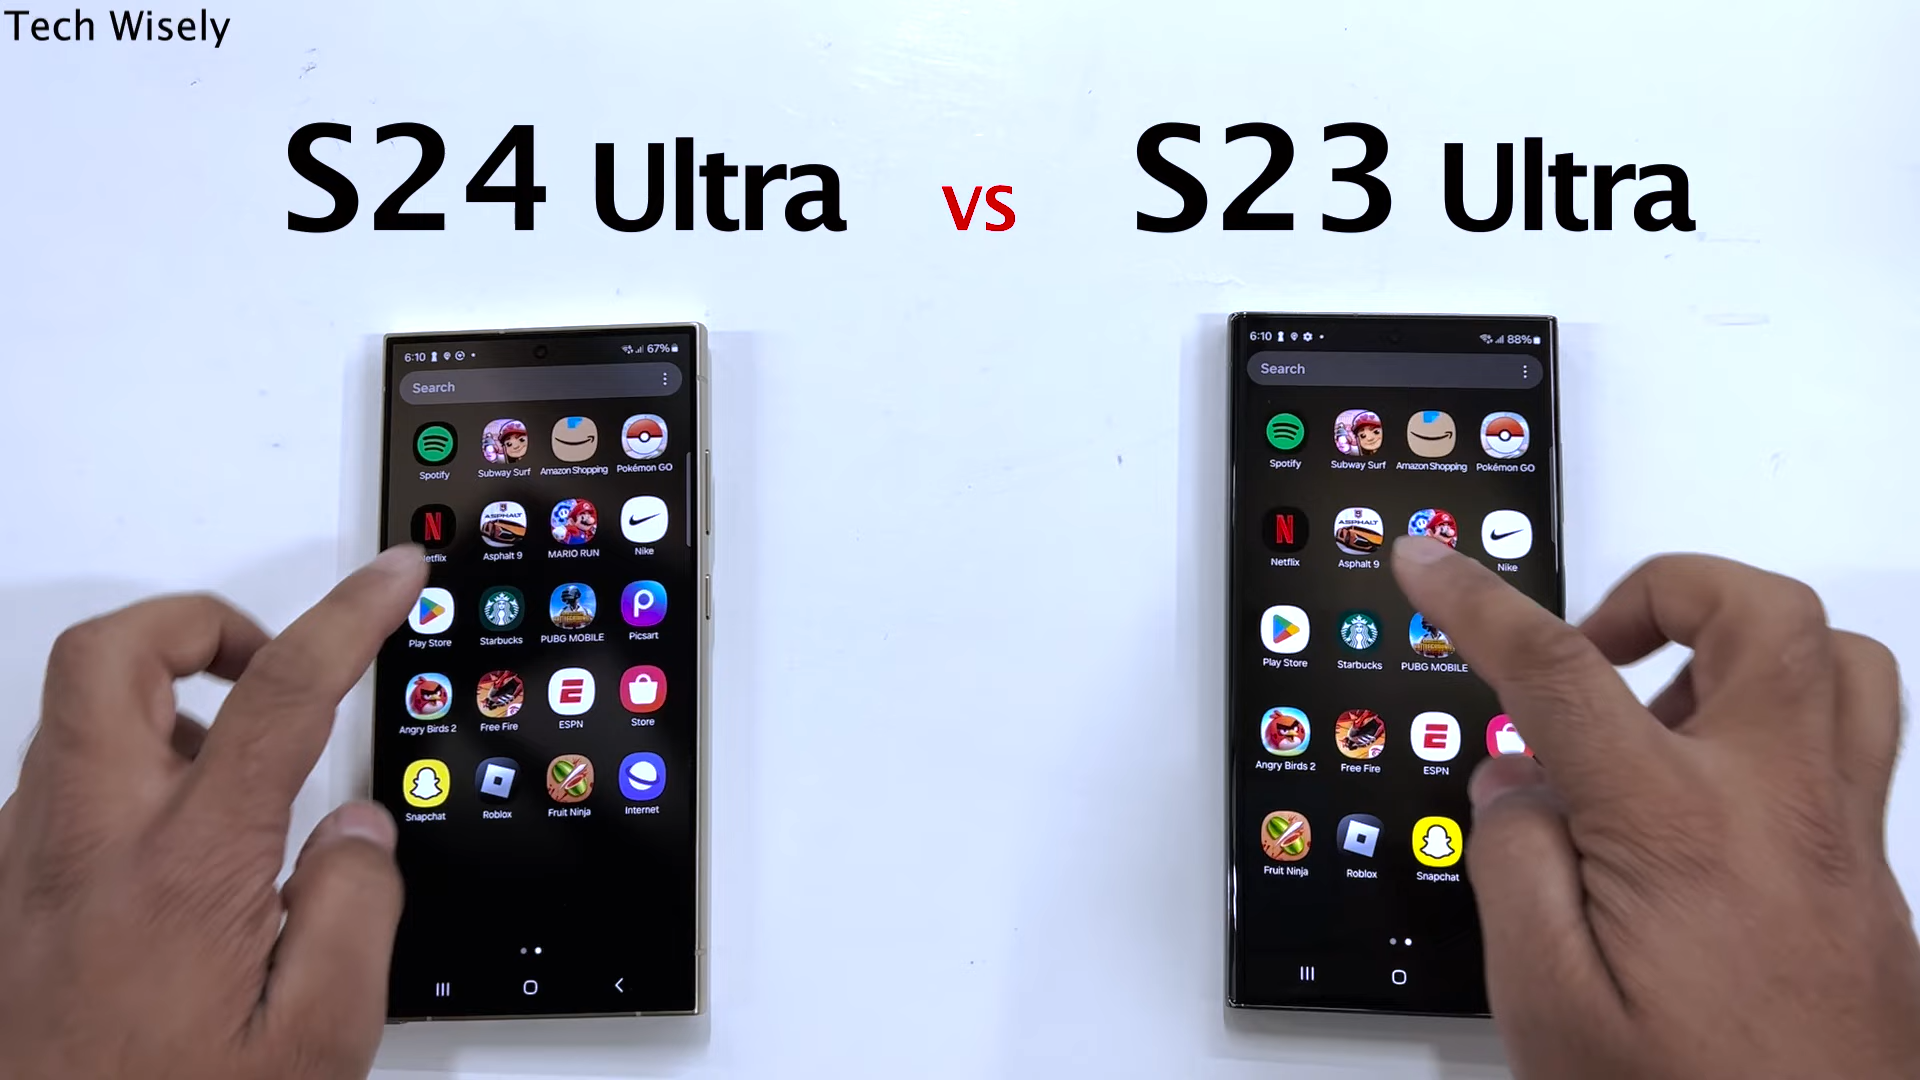 Tech Wisely
S24 Ultra vs S23 Ultra
6:10
67%
Search
Spotify
Subway Surf
Amazon Shopping
Pokémon GO
N
ASPHALT
Netflix
Asphalt 9
MARIO RUN
Nike
Play Store
Starbucks
PUBG MOBILE
Picsart
Angry Birds 2
Free Fire
ESPN
Store
Snapchat
Roblox
Fruit Ninja
Internet
6:10
88%
Search
Spotify
Subway Surf
Amazon Shopping
Pokémon GO
N
ASPHALT
Netflix
Asphalt 9
Nike
Play Store
Starbucks
PUBG MOBILE
Angry Birds 2
Free Fire
ESPN
Fruit Ninja
Roblox
Snapchat